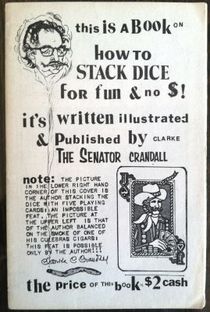 this IS A BOOK ON
HOW TO
STACK DICE
FOR fun & no $!
it's written illustrated
& Published by CLARKE
THE SENATOR CRANDALL
note: THE PICTURE
IN THE LOWER RIGHT HAND
CORNER OF THIS COVER IS
THE AUTHOR STACKING THE
DICE WITH FIVE PLAYING
CARDS! AN IMPOSSIBLE
FEAT. THE PICTURE AT
THE UPPER LEFT IS THAT
OF THE AUTHOR BALANCED
ON THE SMOKE OF ONE OF
HIS CULEBRAS CIGARS!
THIS FEAT IS POSSIBLE
ONLY BY THE AUTHOR!!!
the price OF THIS book: $2 cash